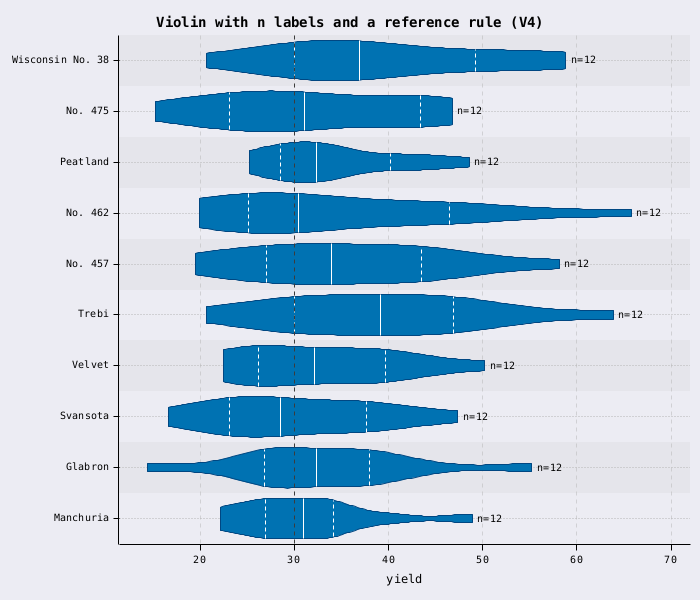 Violin with n labels and a reference rule (V4)
Wisconsin No. 38 n=12
No. 475 n=12
Peatland n=12
No. 462 n=12
No. 457 n=12
Trebi n=12
Velvet n=12
Svansota n=12
Glabron n=12
Manchuria n=12
20 30 40 50 60 70
yield